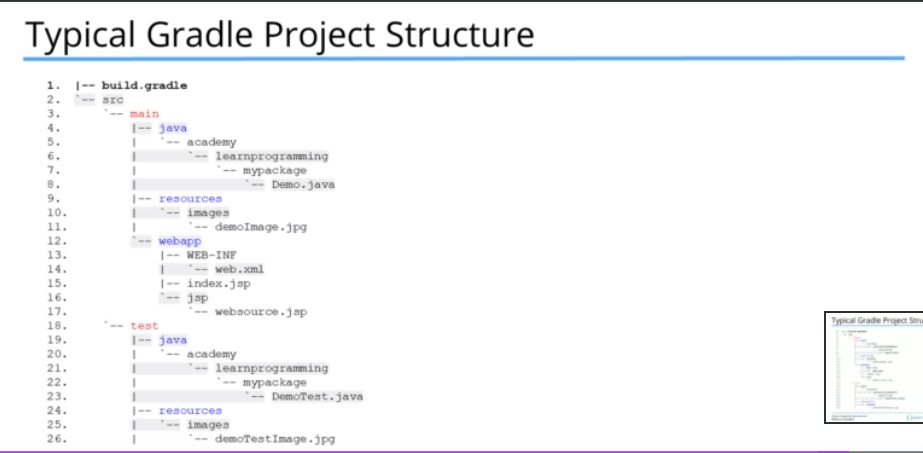 Typical Gradle Project Structure
1. |-- build.gradle
2. `-- src
3. `-- main
4. |-- java
5. | `-- academy
6. | `-- learnprogramming
7. | `-- mypackage
8. | `-- Demo.java
9. |-- resources
10. | `-- images
11. | `-- demoImage.jpg
12. `-- webapp
13. |-- WEB-INF
14. | `-- web.xml
15. |-- index.jsp
16. `-- jsp
17. `-- websource.jsp
18. `-- test
19. |-- java
20. | `-- academy
21. | `-- learnprogramming
22. | `-- mypackage
23. | `-- DemoTest.java
24. |-- resources
25. | `-- images
26. | `-- demoTestImage.jpg
Typical Gradle Project Stru